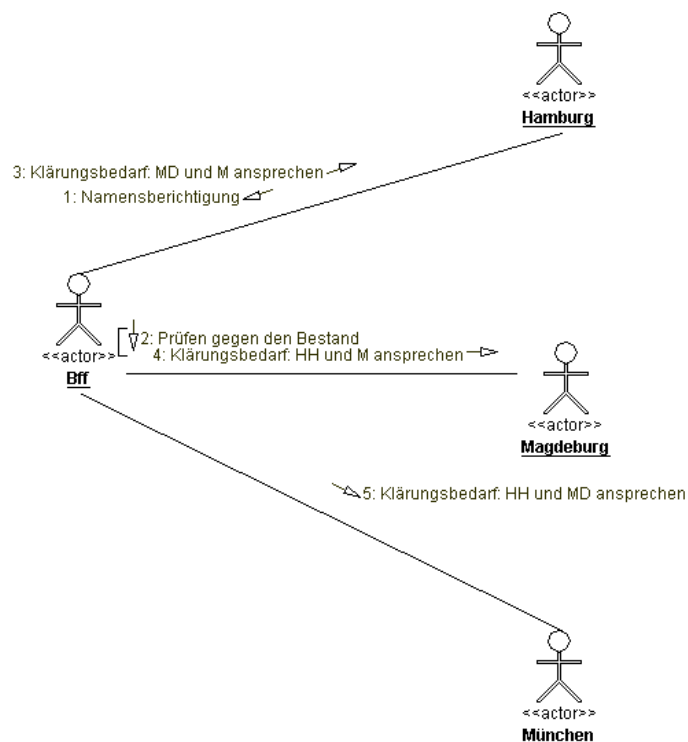 <<actor>>
Hamburg
3: Klärungsbedarf: MD und M ansprechen
1: Namensberichtigung
2: Prüfen gegen den Bestand
<<actor>>
4: Klärungsbedarf: HH und M ansprechen
Bff
<<actor>>
Magdeburg
5: Klärungsbedarf: HH und MD ansprechen
<<actor>>
München